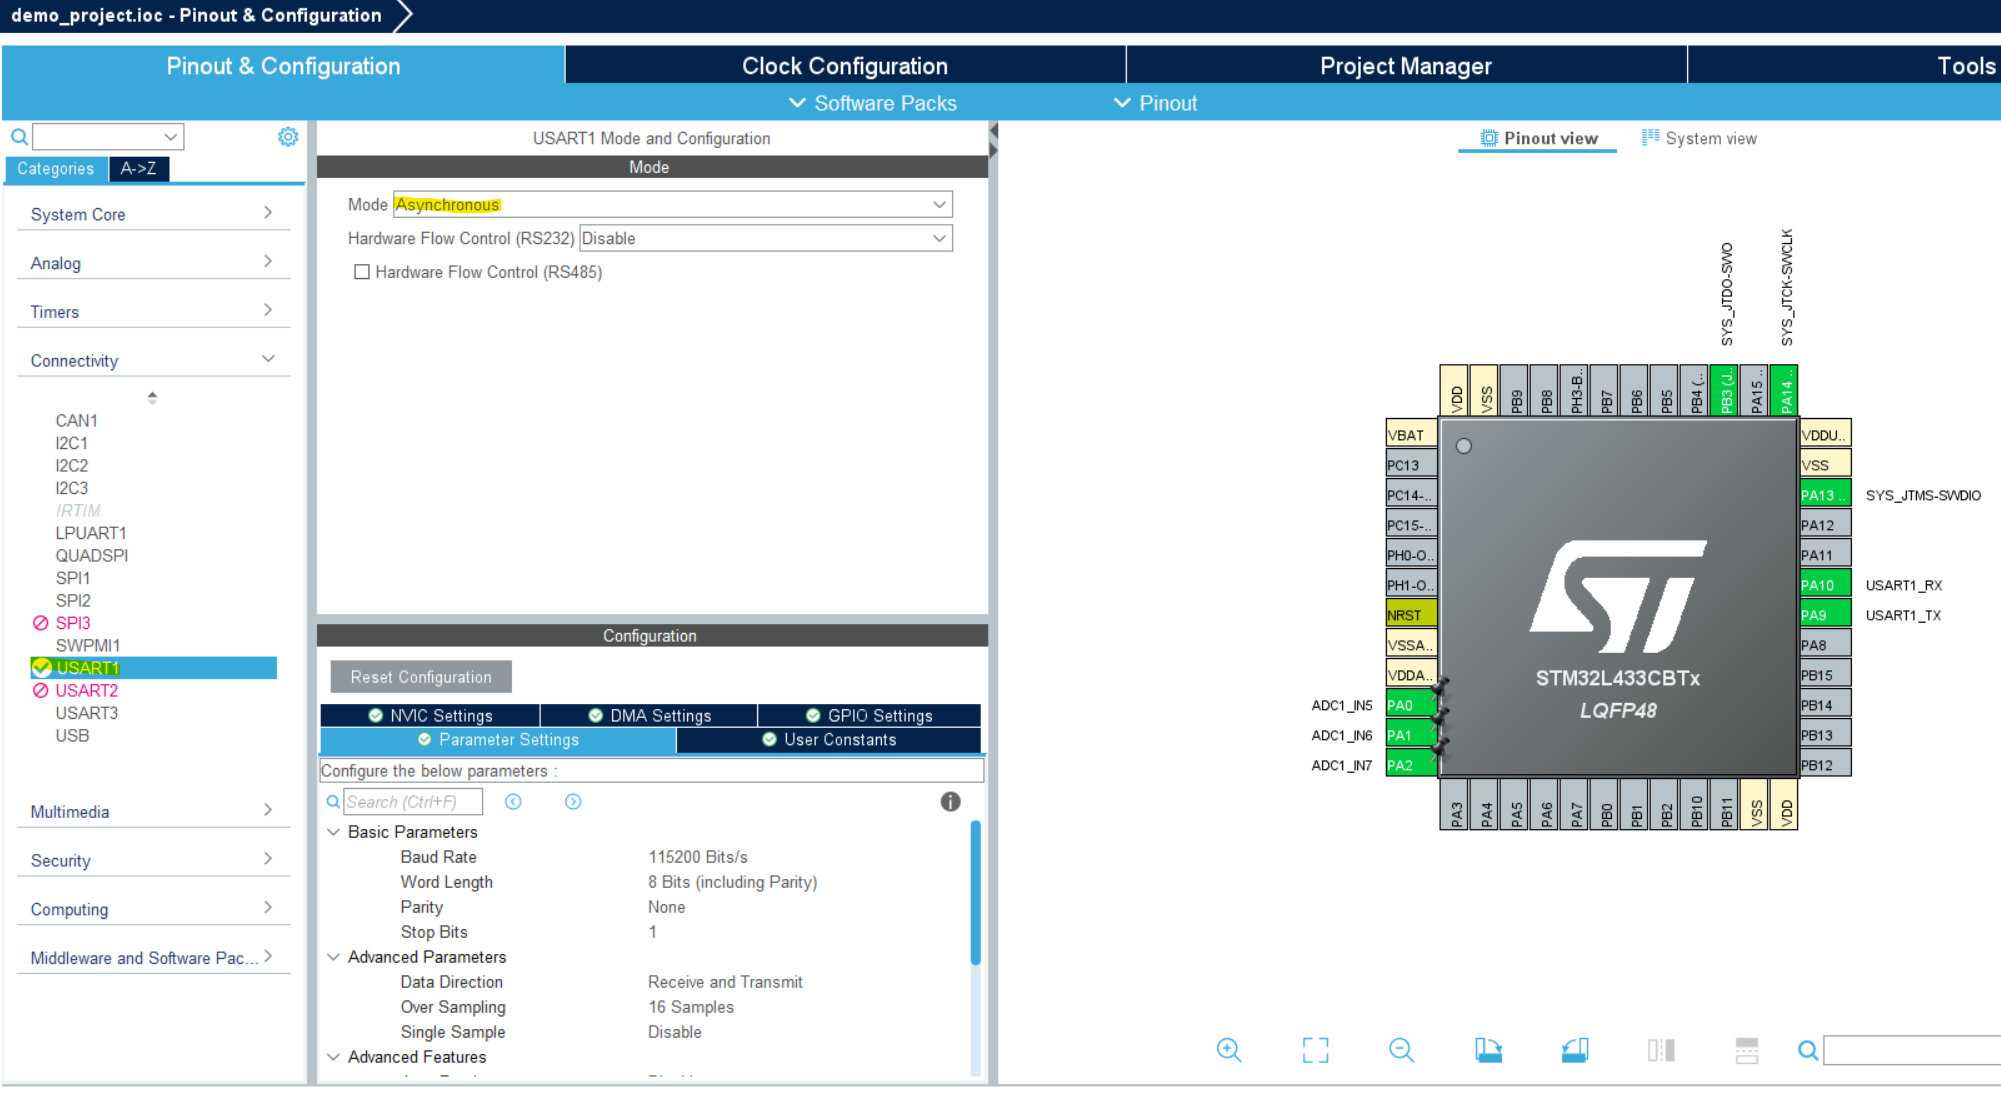 demo_project.ioc - Pinout & Configuration
Pinout & Configuration
Clock Configuration
Project Manager
Tools
Software Packs
Pinout
Categories
A->Z
System Core
Analog
Timers
Connectivity
CAN1
I2C1
I2C2
I2C3
IRTIM
LPUART1
QUADSPI
SPI1
SPI2
SPI3
SWPMI1
USART1
USART2
USART3
USB
Multimedia
Security
Computing
Middleware and Software Pac...
USART1 Mode and Configuration
Mode
Mode Asynchronous
Hardware Flow Control (RS232) Disable
Hardware Flow Control (RS485)
Configuration
Reset Configuration
NVIC Settings
DMA Settings
GPIO Settings
Parameter Settings
User Constants
Configure the below parameters :
Search (Ctrl+F)
Basic Parameters
Baud Rate 115200 Bits/s
Word Length 8 Bits (including Parity)
Parity None
Stop Bits 1
Advanced Parameters
Data Direction Receive and Transmit
Over Sampling 16 Samples
Single Sample Disable
Advanced Features
Pinout view
System view
SYS_JTDO-SWO
SYS_JTCK-SWCLK
VDD
VSS
PB9
PB8
PH3-B..
PB7
PB6
PB5
PB4 (..
PB3 (J..
PA15 ..
PA14 ..
VBAT
PC13
PC14-..
PC15-..
PH0-O..
PH1-O..
NRST
VSSA..
VDDA..
ADC1_IN5 PA0
ADC1_IN6 PA1
ADC1_IN7 PA2
STM32L433CBTx
LQFP48
VDDU..
VSS
PA13 .. SYS_JTMS-SWDIO
PA12
PA11
PA10 USART1_RX
PA9 USART1_TX
PA8
PB15
PB14
PB13
PB12
PA3
PA4
PA5
PA6
PA7
PB0
PB1
PB2
PB10
PB11
VSS
VDD